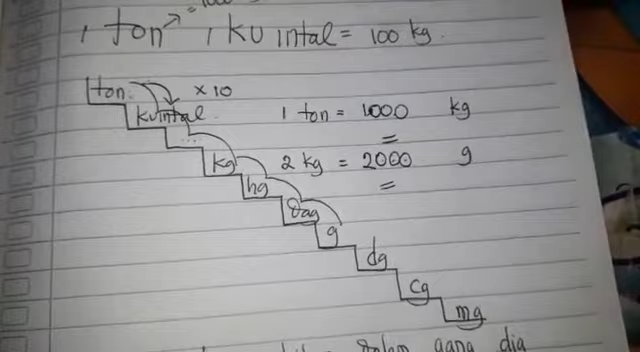 1 ton → 1 kuintal = 100 kg.
ton × 10
kuintal 1 ton = 1000 kg
...
kg 2 kg = 2000 g
hg
dag
g
dg
cg
mg
dalam